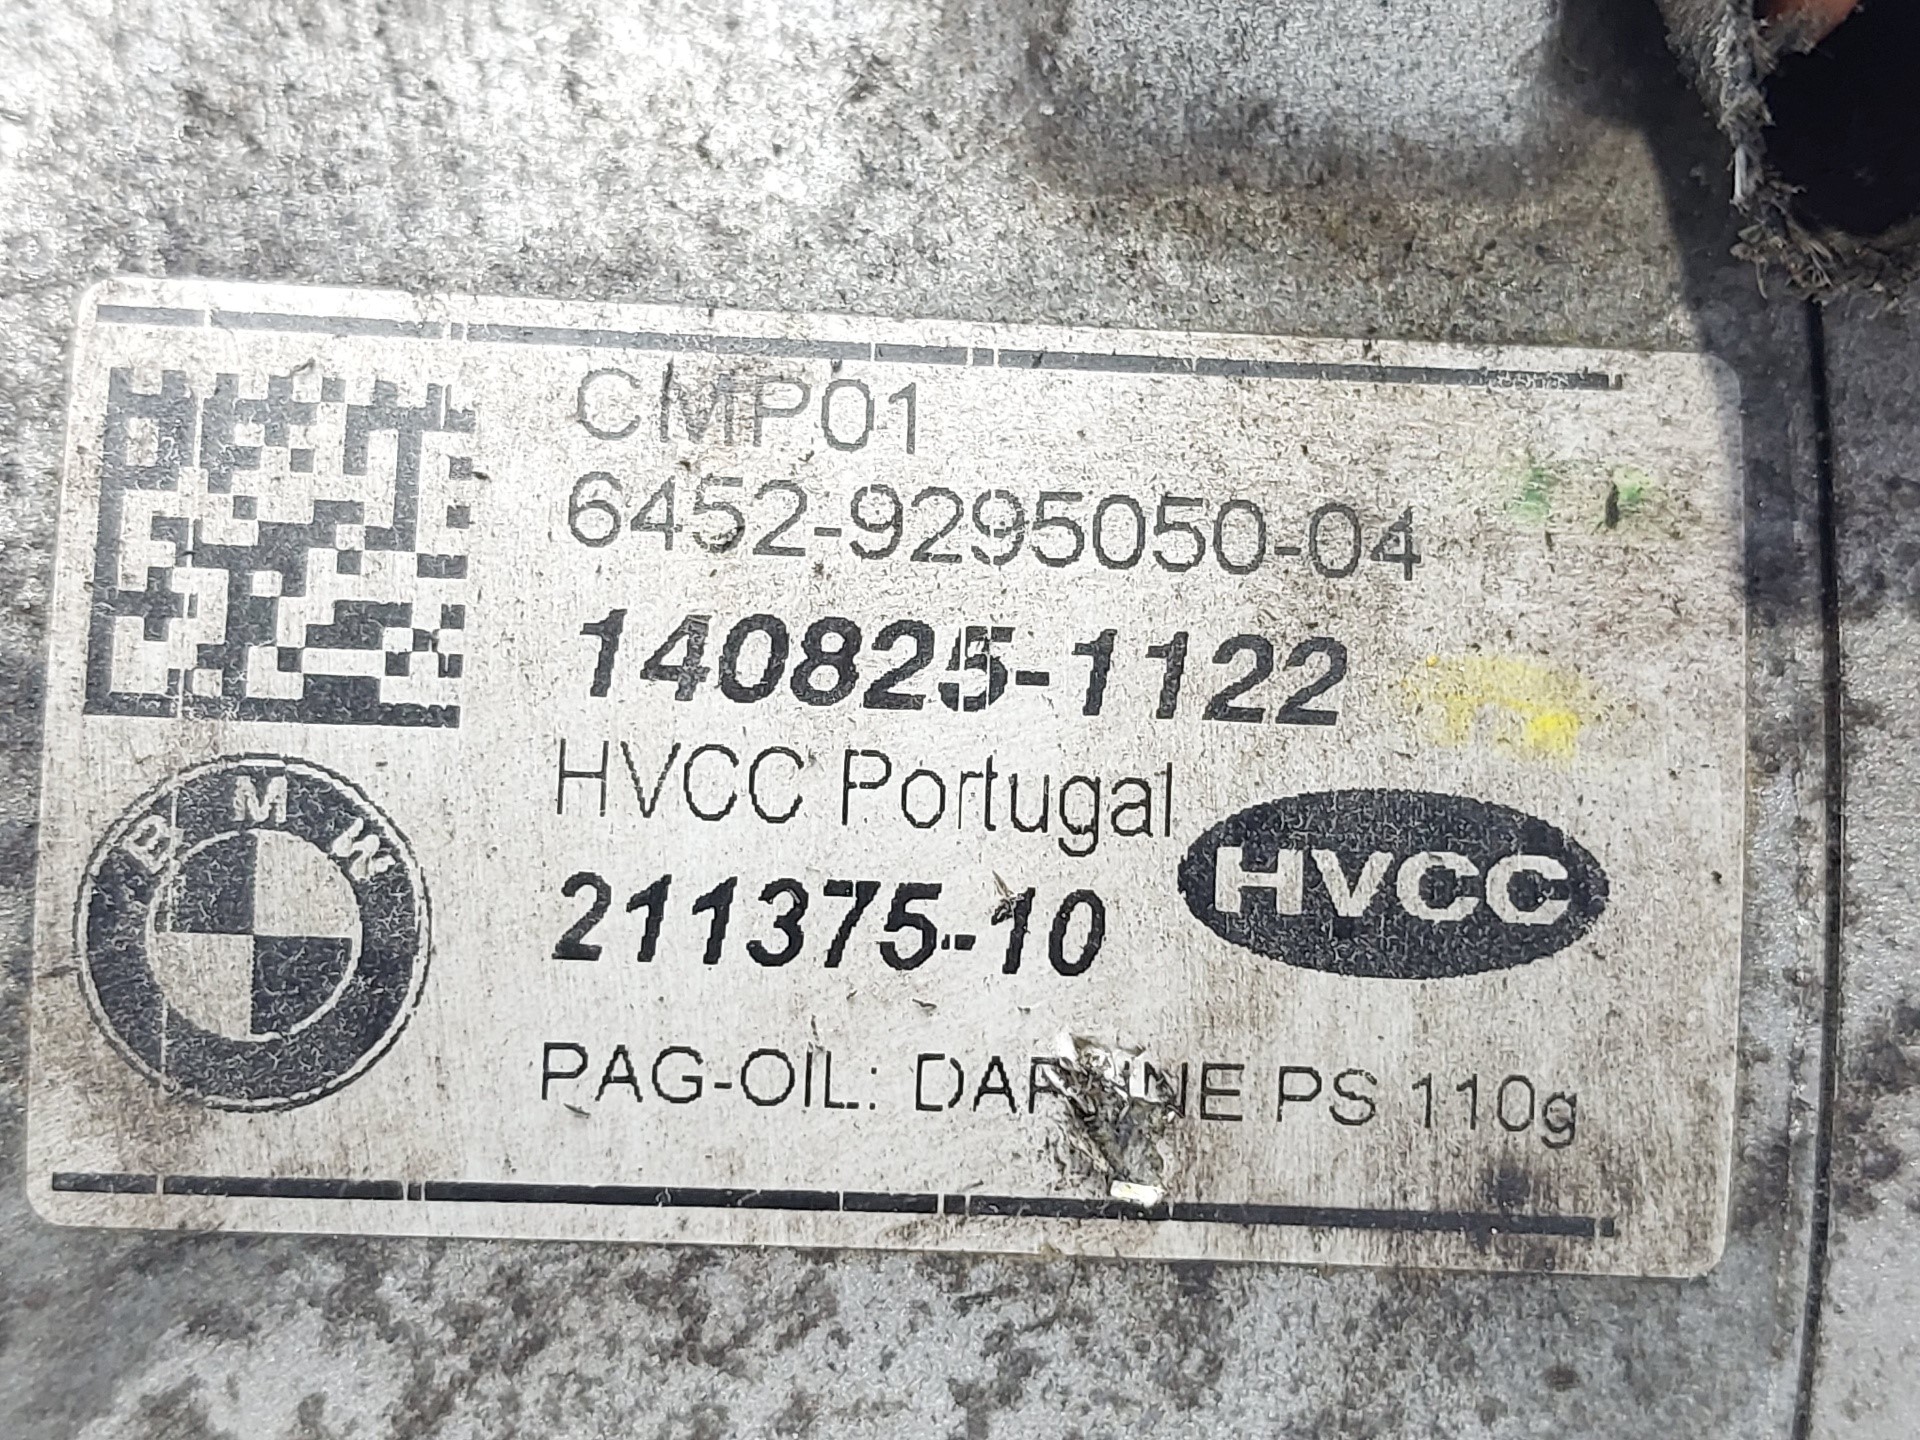 CMP01
6452-9295050-04
140825-1122
HVCC Portugal
HVCC
211375-10
BMW
PAG-OIL: PS 110g